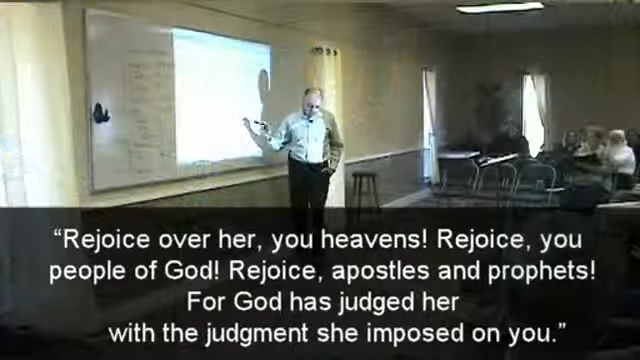 “Rejoice over her, you heavens! Rejoice, you
people of God! Rejoice, apostles and prophets!
For God has judged her
with the judgment she imposed on you.”